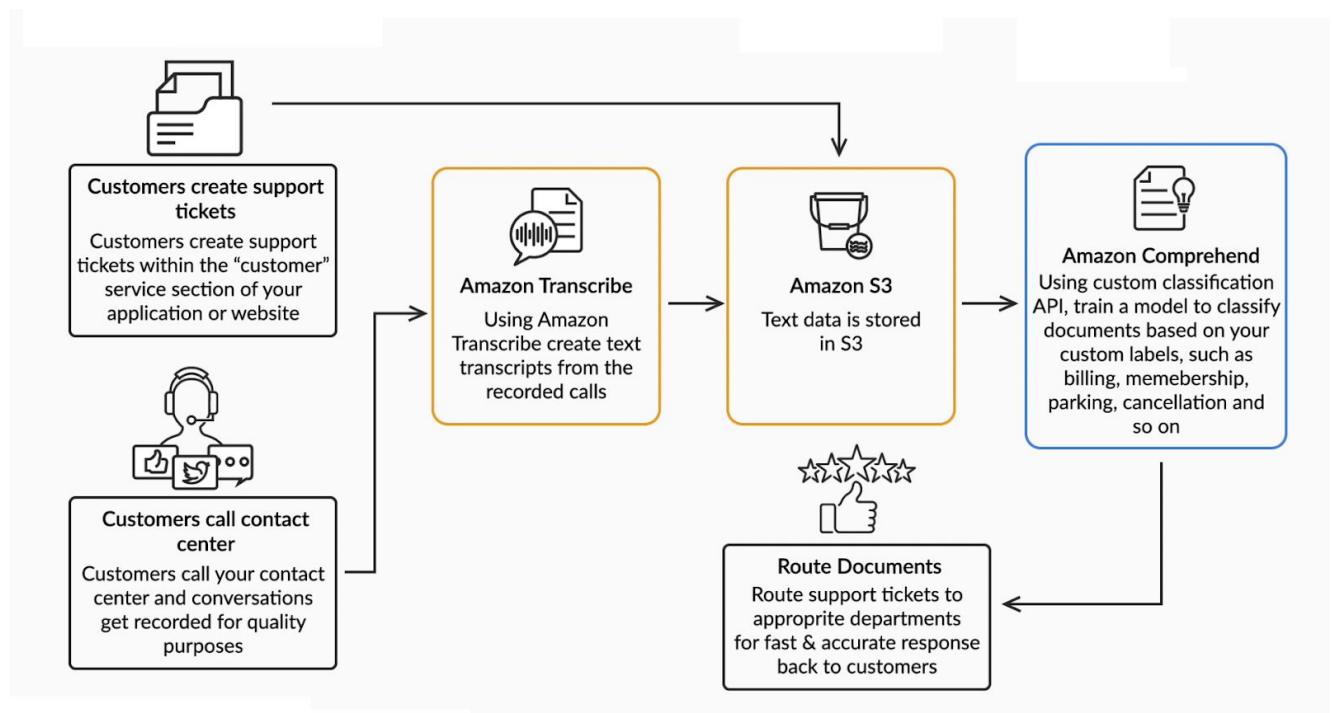 Customers create support
tickets
Customers create support
tickets within the “customer”
service section of your
application or website
Customers call contact
center
Customers call your contact
center and conversations
get recorded for quality
purposes
Amazon Transcribe
Using Amazon
Transcribe create text
transcripts from the
recorded calls
Amazon S3
Text data is stored
in S3
Amazon Comprehend
Using custom classification
API, train a model to classify
documents based on your
custom labels, such as
billing, memebership,
parking, cancellation and
so on
Route Documents
Route support tickets to
approprite departments
for fast & accurate response
back to customers